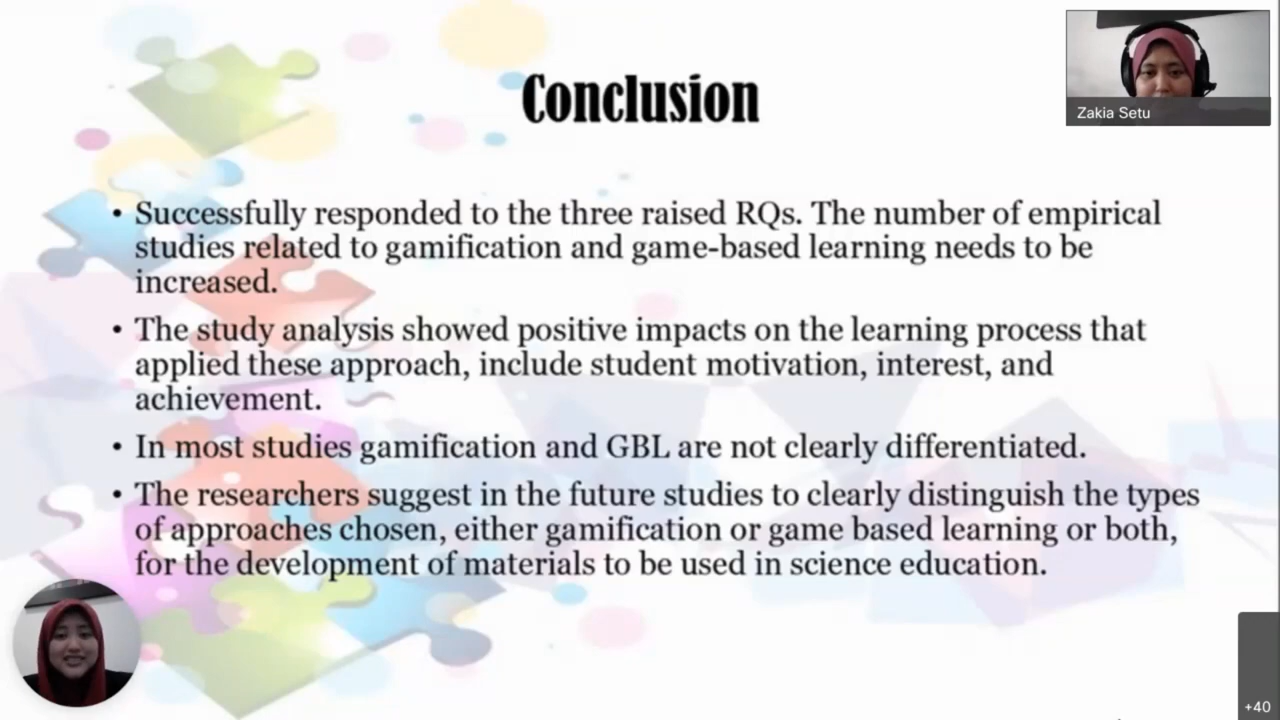 Conclusion
Zakia Setu
• Successfully responded to the three raised RQs. The number of empirical
studies related to gamification and game-based learning needs to be
increased.
• The study analysis showed positive impacts on the learning process that
applied these approach, include student motivation, interest, and
achievement.
• In most studies gamification and GBL are not clearly differentiated.
• The researchers suggest in the future studies to clearly distinguish the types
of approaches chosen, either gamification or game based learning or both,
for the development of materials to be used in science education.
+40